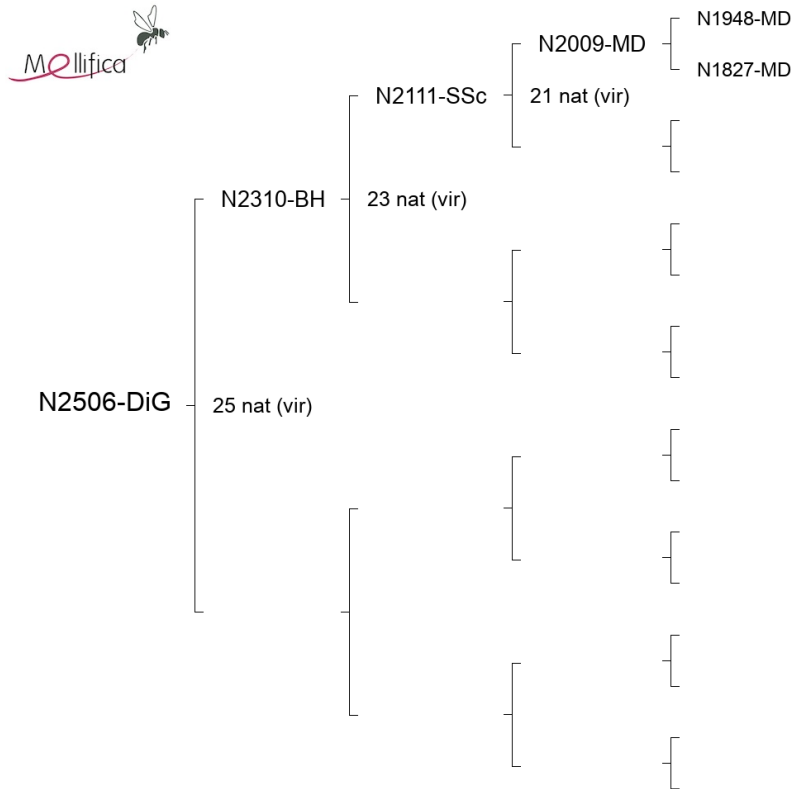 Mellifica
N1948-MD
N2009-MD
N1827-MD
N2111-SSc
21 nat (vir)
N2310-BH
23 nat (vir)
N2506-DiG
25 nat (vir)